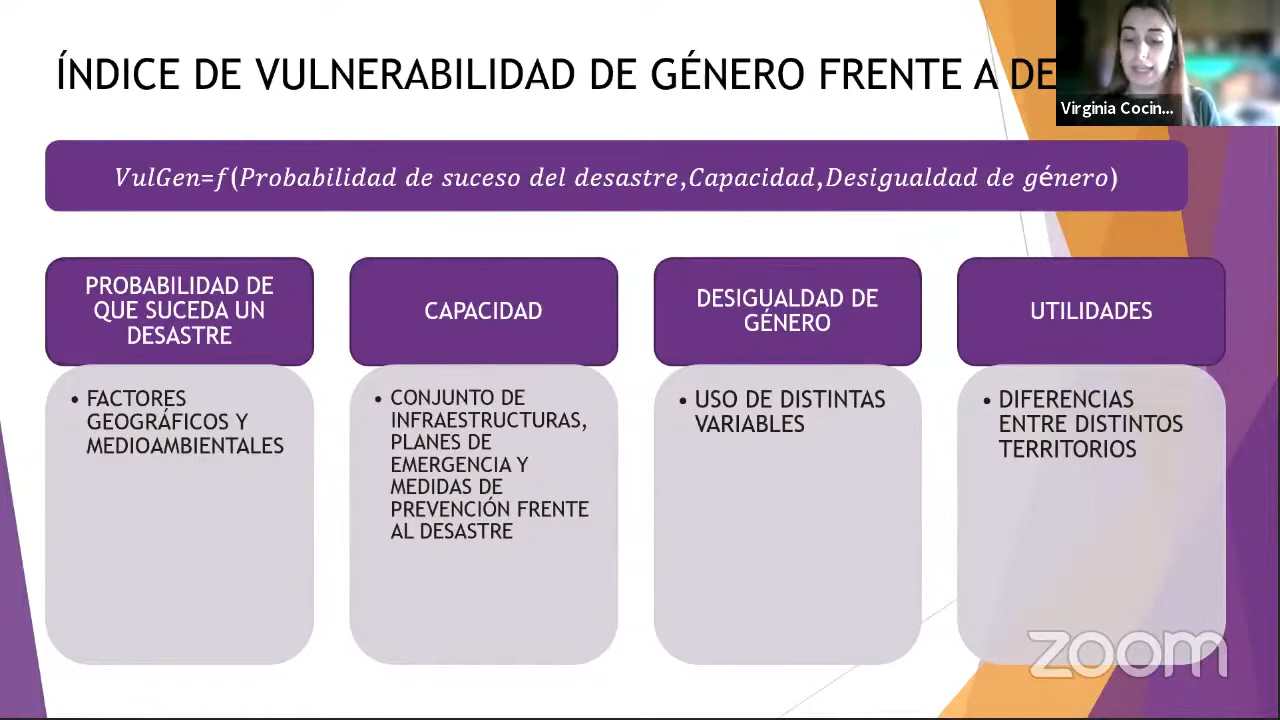 ÍNDICE DE VULNERABILIDAD DE GÉNERO FRENTE A DE
Virginia Cocin...
VulGen=f(Probabilidad de suceso del desastre,Capacidad,Desigualdad de género)
PROBABILIDAD DE
QUE SUCEDA UN
DESASTRE
• FACTORES
GEOGRÁFICOS Y
MEDIOAMBIENTALES
CAPACIDAD
• CONJUNTO DE
INFRAESTRUCTURAS,
PLANES DE
EMERGENCIA Y
MEDIDAS DE
PREVENCIÓN FRENTE
AL DESASTRE
DESIGUALDAD DE
GÉNERO
• USO DE DISTINTAS
VARIABLES
UTILIDADES
• DIFERENCIAS
ENTRE DISTINTOS
TERRITORIOS
zoom